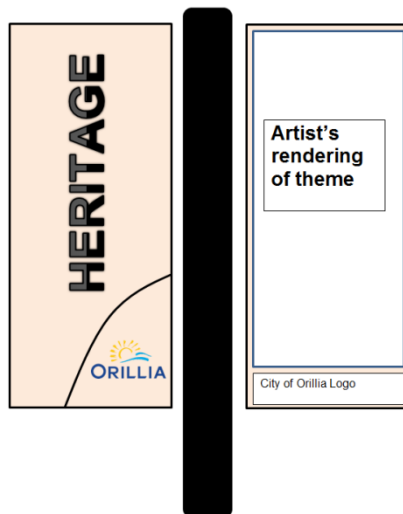 HERITAGE
ORILLIA
Artist's
rendering
of theme
City of Orillia Logo